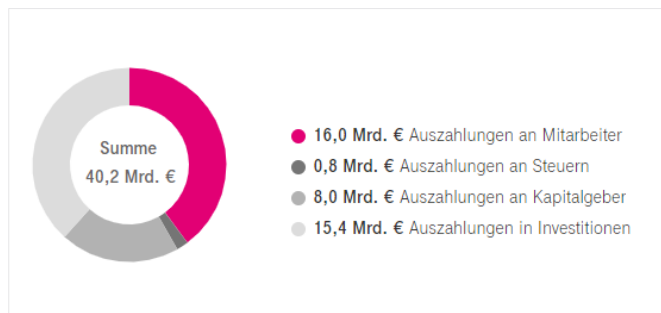 Summe
40,2 Mrd. €
16,0 Mrd. € Auszahlungen an Mitarbeiter
0,8 Mrd. € Auszahlungen an Steuern
8,0 Mrd. € Auszahlungen an Kapitalgeber
15,4 Mrd. € Auszahlungen in Investitionen